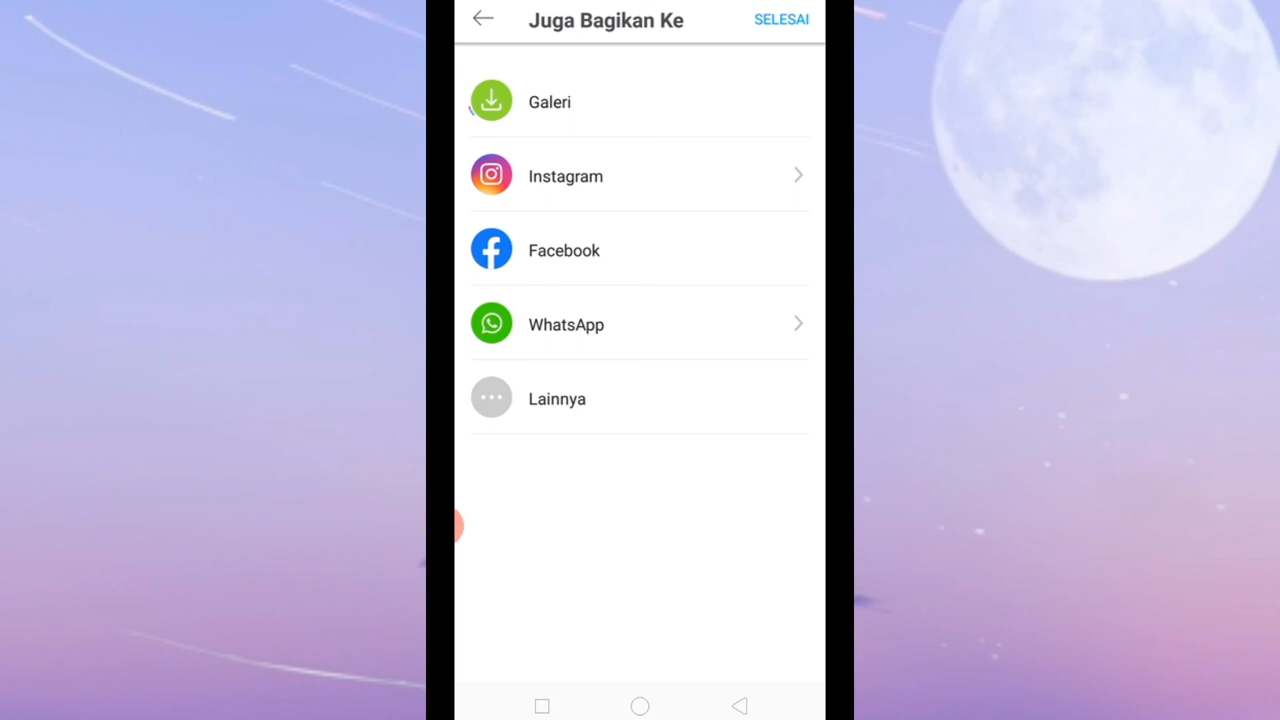 Juga Bagikan Ke
SELESAI
Galeri
Instagram
Facebook
WhatsApp
Lainnya